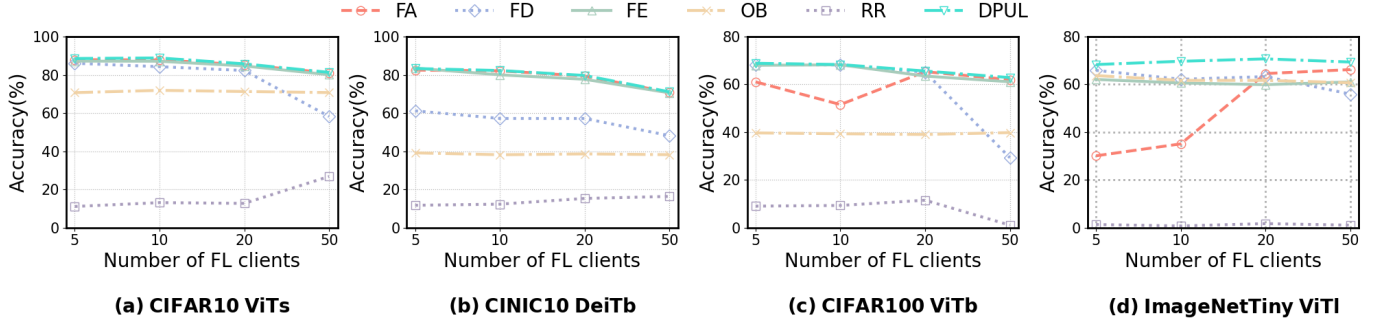 FA FD FE OB RR DPUL
Accuracy(%)
100
80
60
40
20
0
5 10 20 50
Number of FL clients
(a) CIFAR10 ViTs
Accuracy(%)
100
80
60
40
20
0
5 10 20 50
Number of FL clients
(b) CINIC10 DeiTb
Accuracy(%)
80
60
40
20
0
5 10 20 50
Number of FL clients
(c) CIFAR100 ViTb
Accuracy(%)
80
60
40
20
0
5 10 20 50
Number of FL clients
(d) ImageNetTiny ViTl